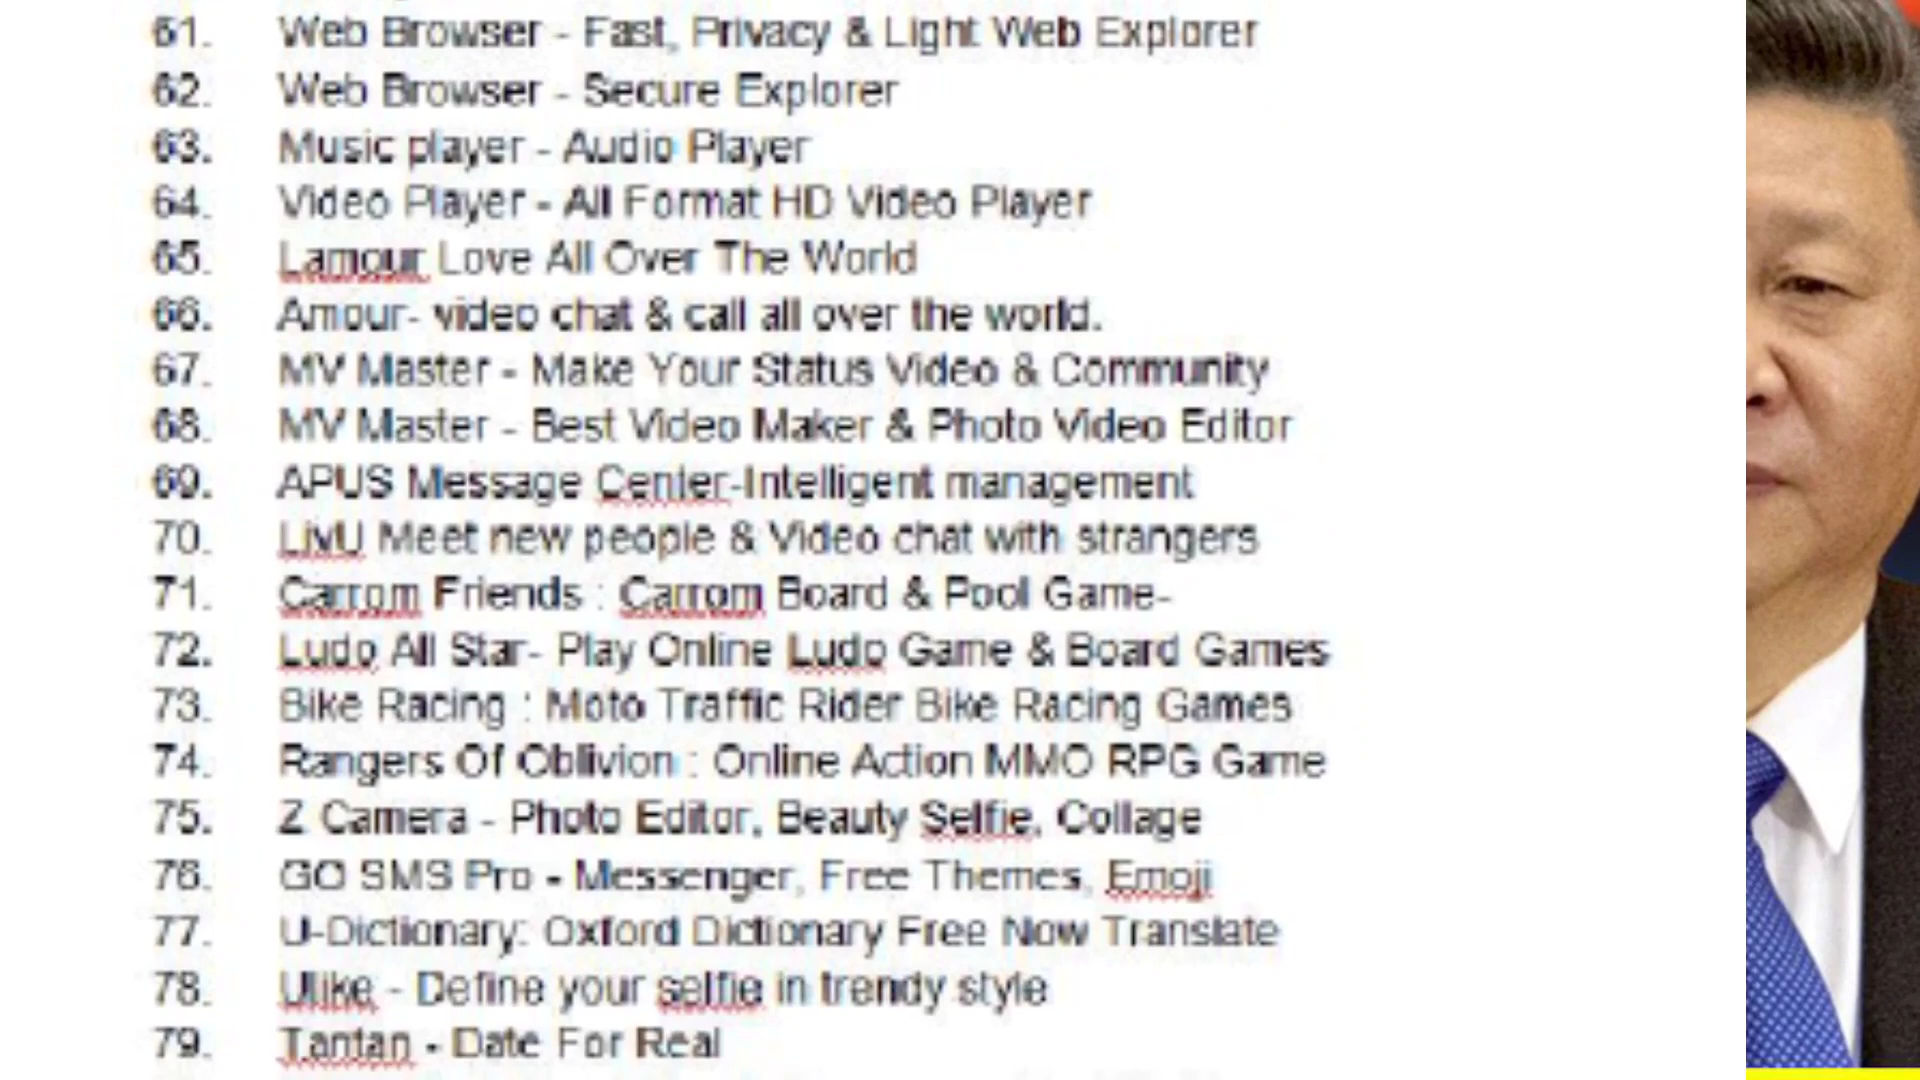 61. Web Browser - Fast, Privacy & Light Web Explorer
62. Web Browser - Secure Explorer
63. Music player - Audio Player
64. Video Player - All Format HD Video Player
65. Lamour Love All Over The World
66. Amour- video chat & call all over the world.
67. MV Master - Make Your Status Video & Community
68. MV Master - Best Video Maker & Photo Video Editor
69. APUS Message Center-Intelligent management
70. LivU Meet new people & Video chat with strangers
71. Carrom Friends : Carrom Board & Pool Game-
72. Ludo All Star- Play Online Ludo Game & Board Games
73. Bike Racing : Moto Traffic Rider Bike Racing Games
74. Rangers Of Oblivion : Online Action MMO RPG Game
75. Z Camera - Photo Editor, Beauty Selfie, Collage
76. GO SMS Pro - Messenger, Free Themes, Emoji
77. U-Dictionary: Oxford Dictionary Free Now Translate
78. Ulike - Define your selfie in trendy style
79. Tantan - Date For Real